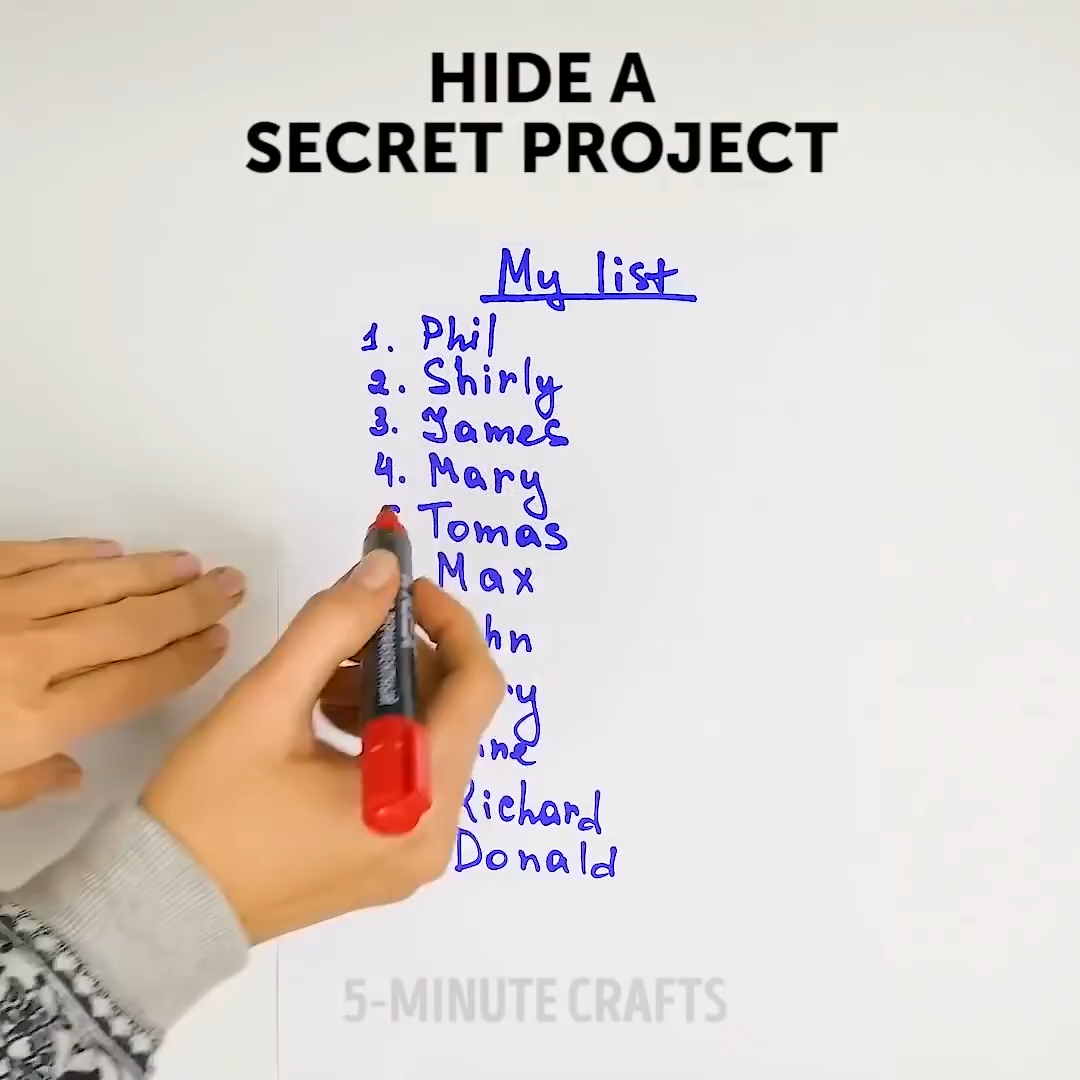 HIDE A
SECRET PROJECT
My list
1. Phil
2. Shirly
3. James
4. Mary
Tomas
Max
Richard
Donald
5-MINUTE CRAFTS